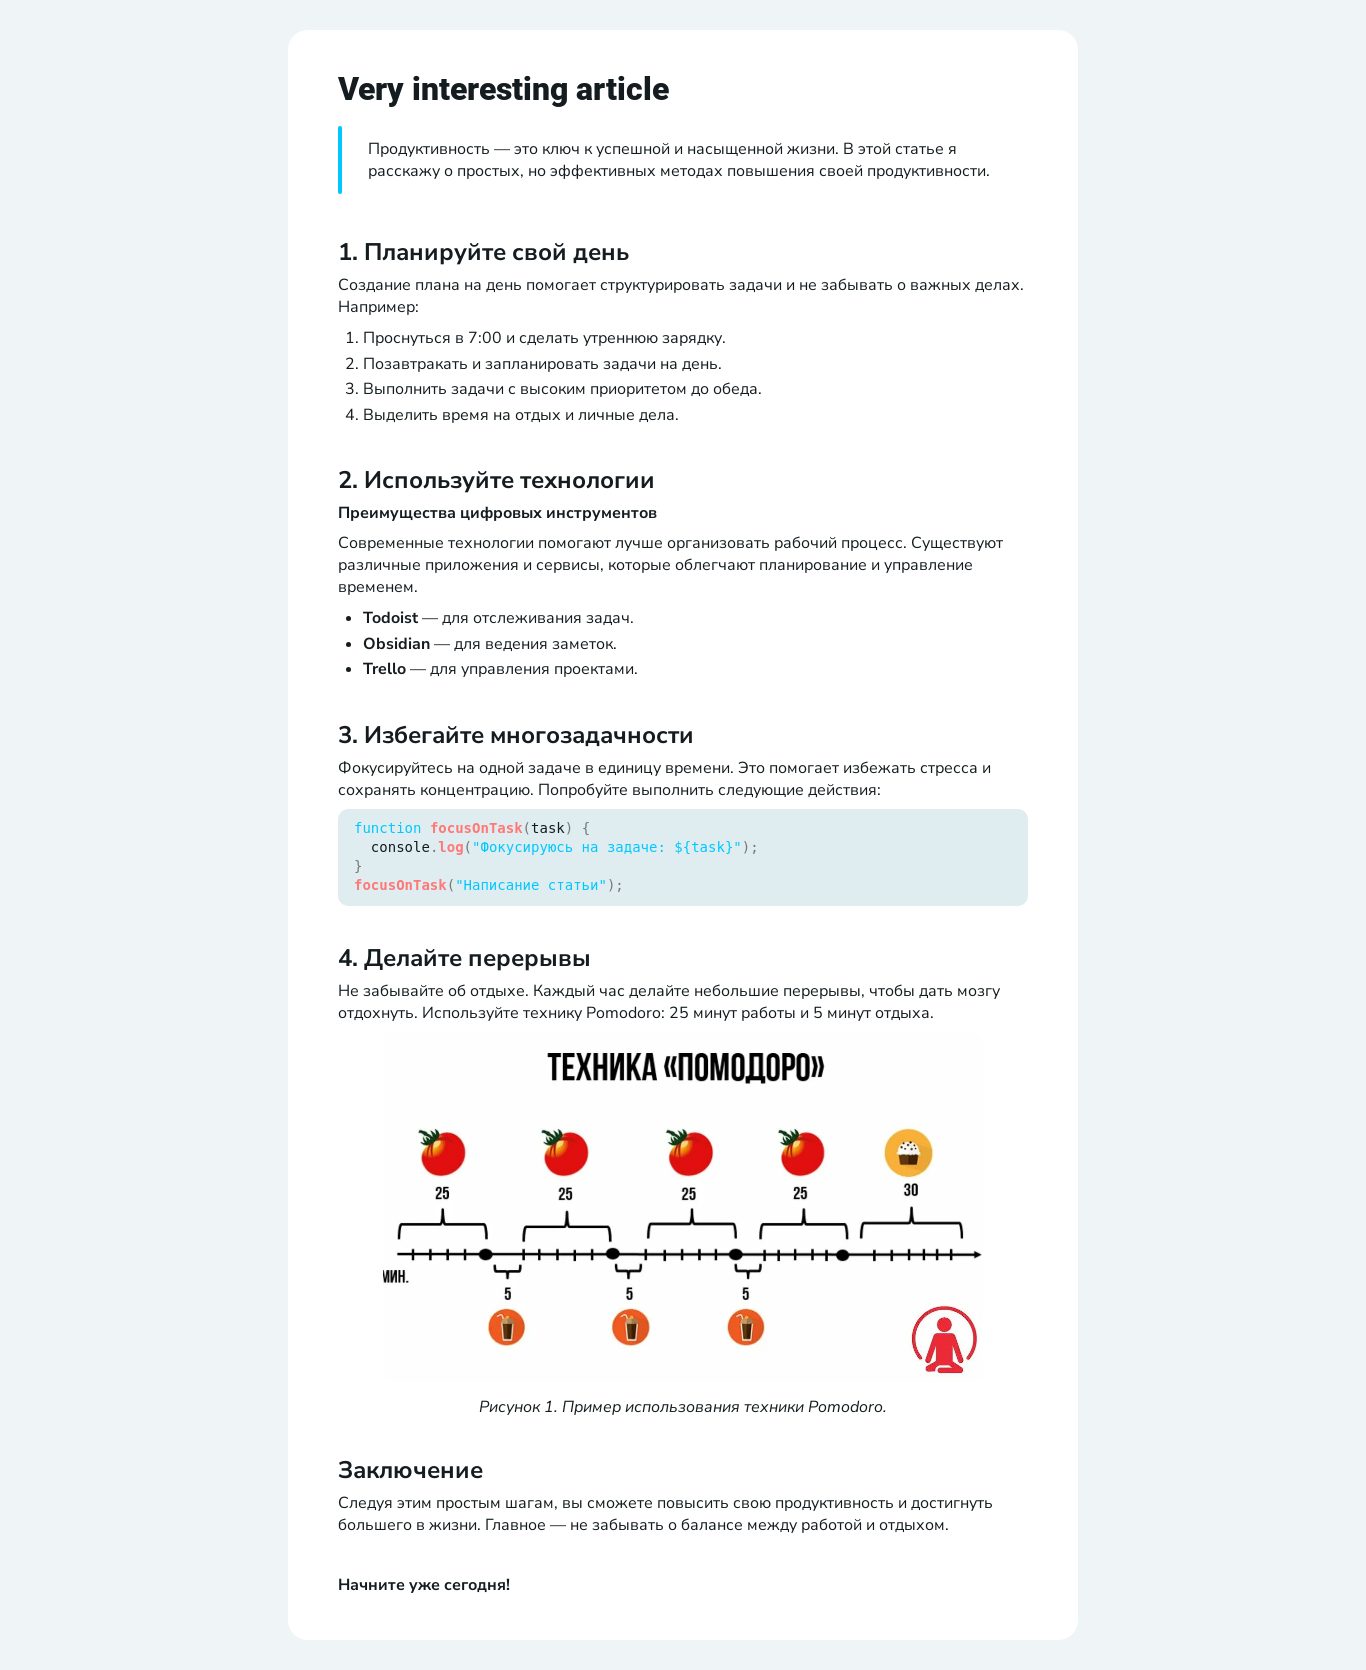 Very interesting article
Продуктивность — это ключ к успешной и насыщенной жизни. В этой статье я
расскажу о простых, но эффективных методах повышения своей продуктивности.
1. Планируйте свой день
Создание плана на день помогает структурировать задачи и не забывать о важных делах.
Например:
1. Проснуться в 7:00 и сделать утреннюю зарядку.
2. Позавтракать и запланировать задачи на день.
3. Выполнить задачи с высоким приоритетом до обеда.
4. Выделить время на отдых и личные дела.
2. Используйте технологии
Преимущества цифровых инструментов
Современные технологии помогают лучше организовать рабочий процесс. Существуют
различные приложения и сервисы, которые облегчают планирование и управление
временем.
• Todoist — для отслеживания задач.
• Obsidian — для ведения заметок.
• Trello — для управления проектами.
3. Избегайте многозадачности
Фокусируйтесь на одной задаче в единицу времени. Это помогает избежать стресса и
сохранять концентрацию. Попробуйте выполнить следующие действия:
function focusOnTask(task) {
  console.log("Фокусируюсь на задаче: ${task}");
}
focusOnTask("Написание статьи");
4. Делайте перерывы
Не забывайте об отдыхе. Каждый час делайте небольшие перерывы, чтобы дать мозгу
отдохнуть. Используйте технику Pomodoro: 25 минут работы и 5 минут отдыха.
ТЕХНИКА «ПОМОДОРО»
25 25 25 25 30
МИН.
5 5 5
Рисунок 1. Пример использования техники Pomodoro.
Заключение
Следуя этим простым шагам, вы сможете повысить свою продуктивность и достигнуть
большего в жизни. Главное — не забывать о балансе между работой и отдыхом.
Начните уже сегодня!